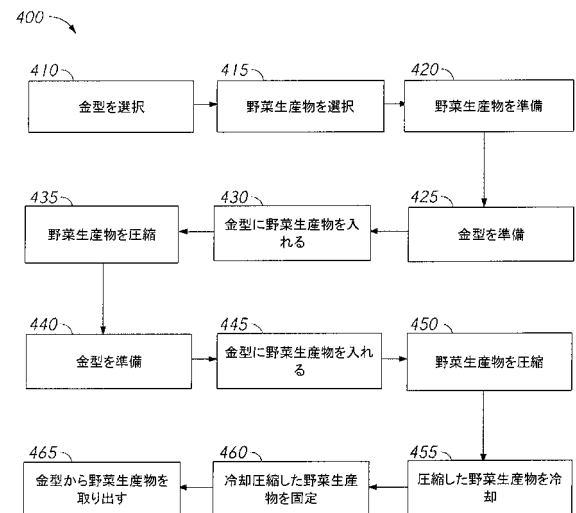 400
410
金型を選択
415
野菜生産物を選択
420
野菜生産物を準備
425
金型を準備
430
金型に野菜生産物を入
れる
435
野菜生産物を圧縮
440
金型を準備
445
金型に野菜生産物を入れ
る
450
野菜生産物を圧縮
455
圧縮した野菜生産物を冷
却
460
冷却圧縮した野菜生産
物を固定
465
金型から野菜生産物を
取り出す